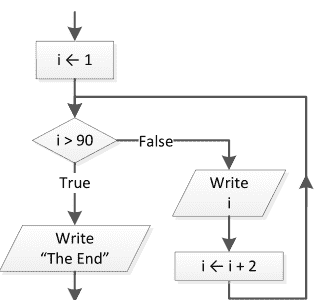 i ← 1
i > 90
False
True
Write
i
Write
“The End”
i ← i + 2